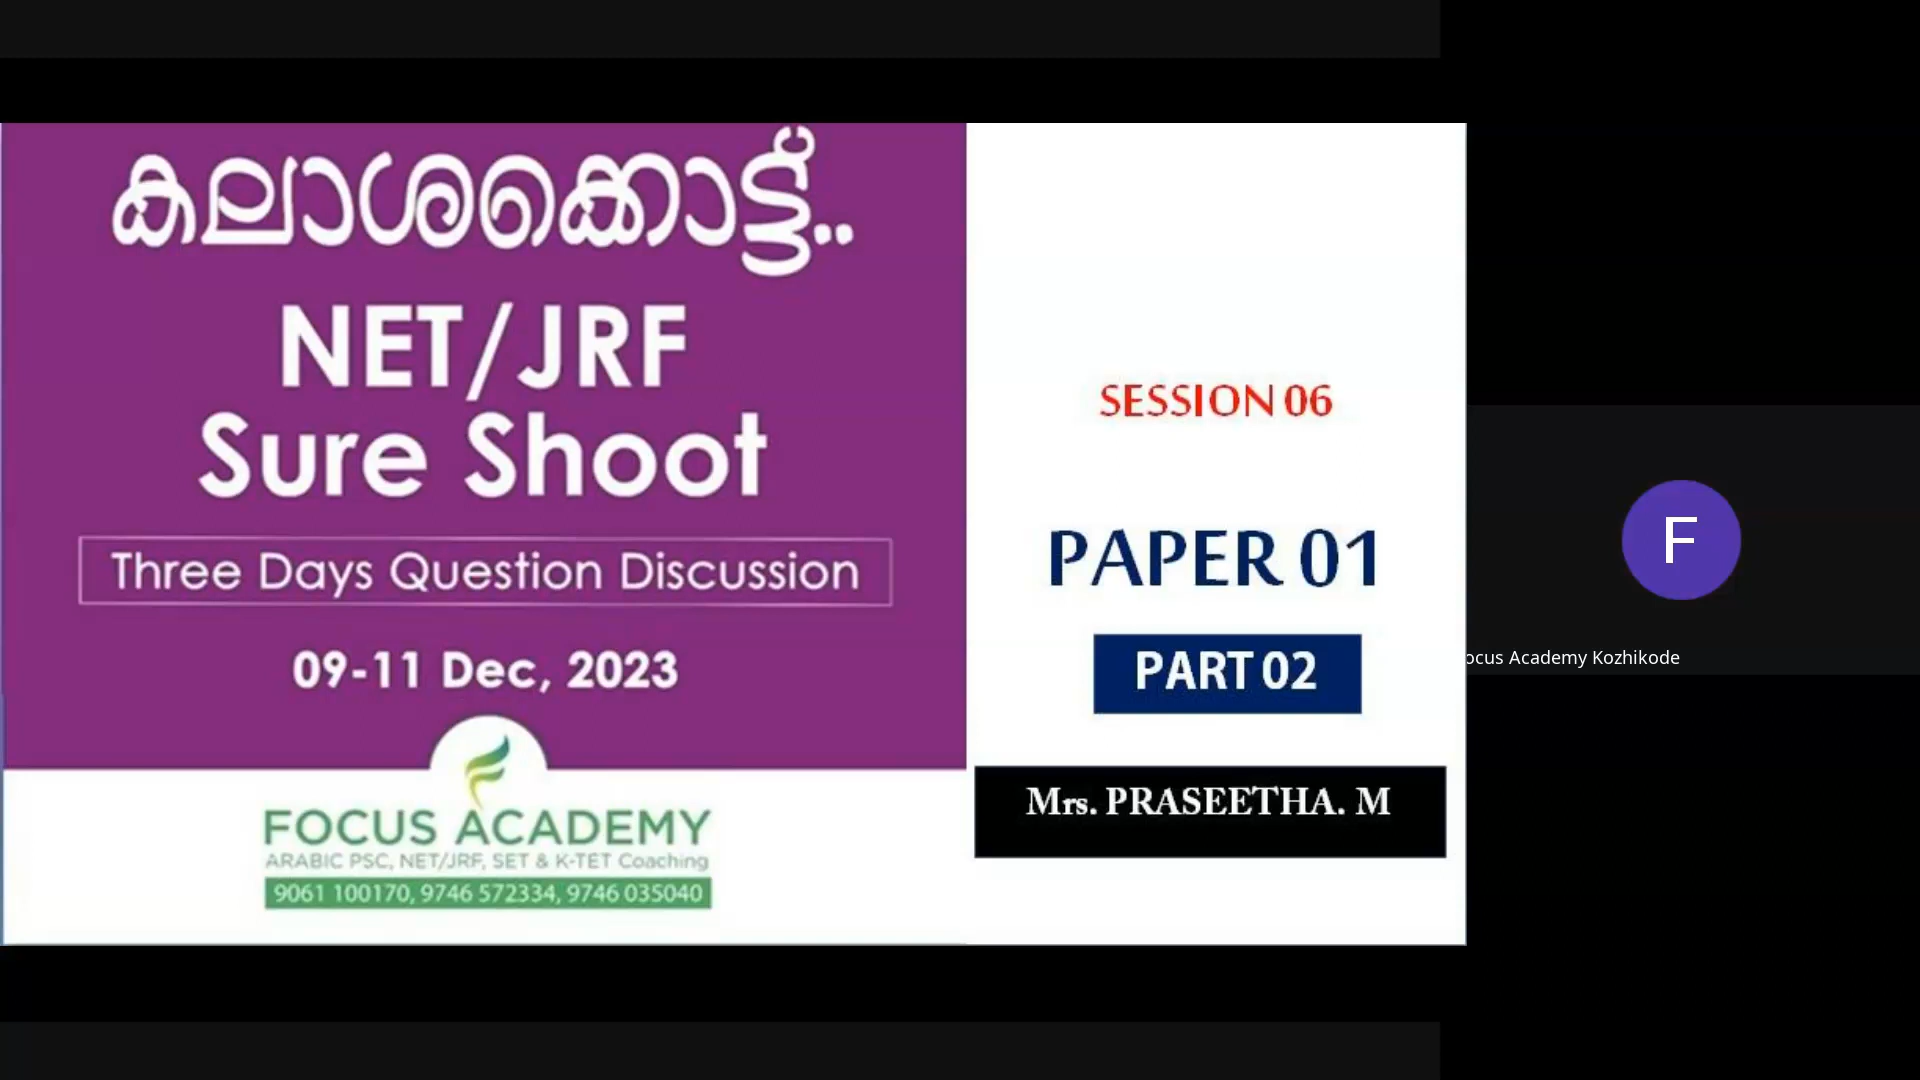 കലാശക്കൊട്ട്..
NET/JRF
Sure Shoot
Three Days Question Discussion
09-11 Dec, 2023
FOCUS ACADEMY
ARABIC PSC, NET/JRF, SET & K-TET Coaching
9061 100170, 9746 572334, 9746 035040
SESSION 06
PAPER 01
PART 02
Mrs. PRASEETHA. M
F
ocus Academy Kozhikode